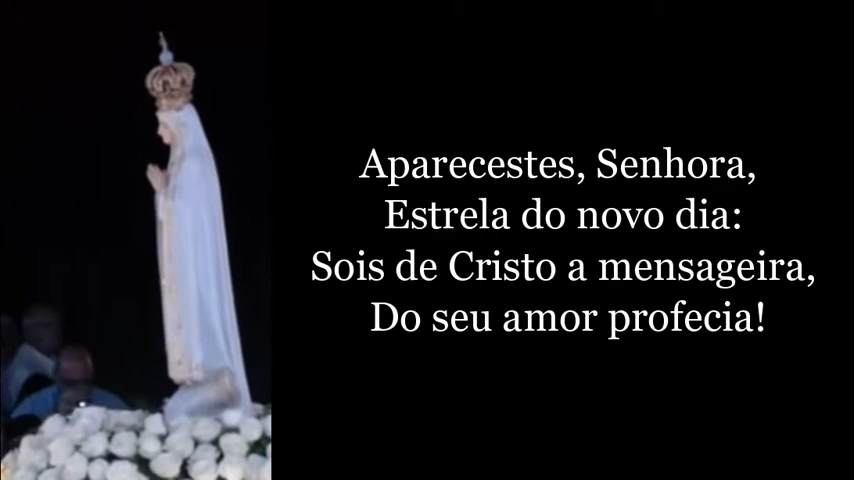 Aparecestes, Senhora,
Estrela do novo dia:
Sois de Cristo a mensageira,
Do seu amor profecia!